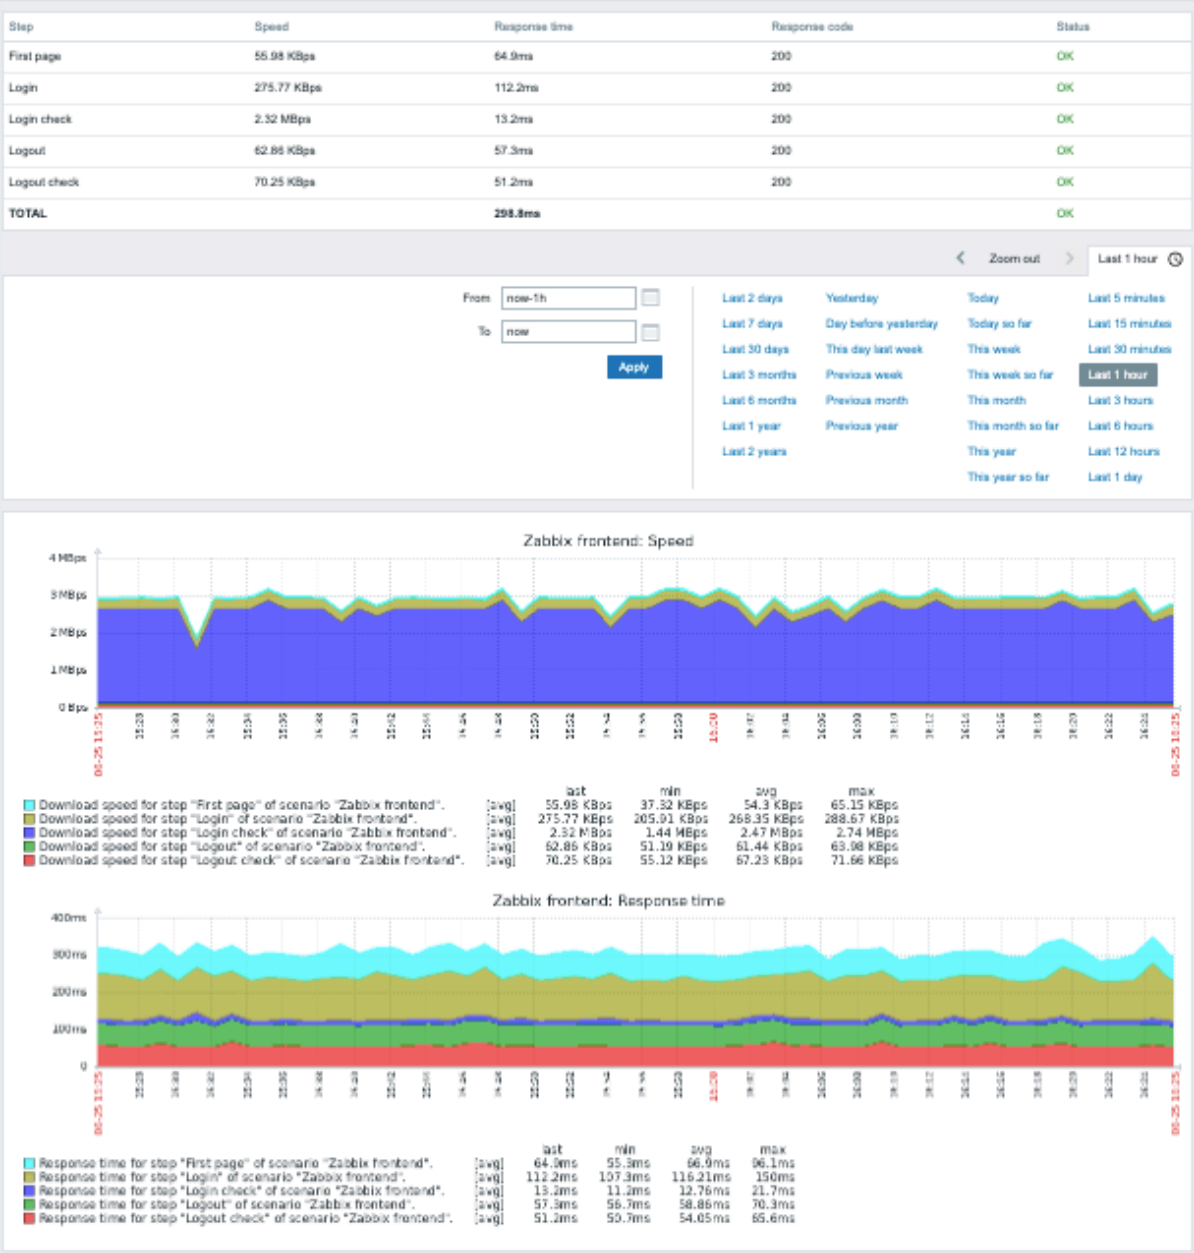 Step Speed Response time Response code Status
First page 55.98 KBps 64.9ms 200 OK
Login 275.77 KBps 112.2ms 200 OK
Login check 2.32 MBps 13.2ms 200 OK
Logout 62.86 KBps 57.3ms 200 OK
Logout check 70.25 KBps 51.2ms 200 OK
TOTAL 298.8ms OK
Zoom out Last 1 hour
From now-1h
To now
Apply
Last 2 days Yesterday Today Last 5 minutes
Last 7 days Day before yesterday Today so far Last 15 minutes
Last 30 days This day last week This week Last 30 minutes
Last 3 months Previous week This week so far Last 1 hour
Last 6 months Previous month This month Last 3 hours
Last 1 year Previous year This month so far Last 6 hours
Last 2 years This year Last 12 hours
This year so far Last 1 day
Zabbix frontend: Speed
4 MBps
3 MBps
2 MBps
1 MBps
0 Bps
last min avg max
Download speed for step "First page" of scenario "Zabbix frontend". [avg] 55.98 KBps 37.32 KBps 54.3 KBps 65.15 KBps
Download speed for step "Login" of scenario "Zabbix frontend". [avg] 275.77 KBps 205.91 KBps 268.35 KBps 288.67 KBps
Download speed for step "Login check" of scenario "Zabbix frontend". [avg] 2.32 MBps 1.44 MBps 2.47 MBps 2.74 MBps
Download speed for step "Logout" of scenario "Zabbix frontend". [avg] 62.86 KBps 51.19 KBps 61.44 KBps 63.98 KBps
Download speed for step "Logout check" of scenario "Zabbix frontend". [avg] 70.25 KBps 55.12 KBps 67.23 KBps 71.66 KBps
Zabbix frontend: Response time
400ms
300ms
200ms
100ms
0
last min avg max
Response time for step "First page" of scenario "Zabbix frontend". [avg] 64.9ms 55.3ms 66.9ms 96.1ms
Response time for step "Login" of scenario "Zabbix frontend". [avg] 112.2ms 107.3ms 116.21ms 150ms
Response time for step "Login check" of scenario "Zabbix frontend". [avg] 13.2ms 11.2ms 12.76ms 21.7ms
Response time for step "Logout" of scenario "Zabbix frontend". [avg] 57.3ms 56.7ms 58.86ms 70.3ms
Response time for step "Logout check" of scenario "Zabbix frontend". [avg] 51.2ms 50.7ms 54.05ms 65.6ms